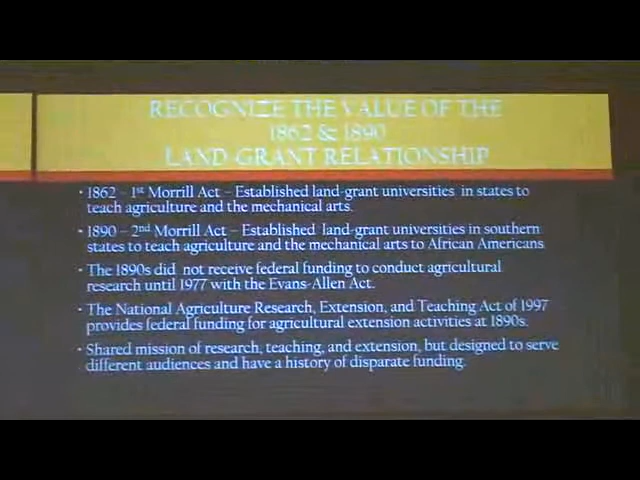 RECOGNIZE THE VALUE OF THE
1862 & 1890
LAND-GRANT RELATIONSHIP
• 1862 – 1st Morrill Act – Established land-grant universities in states to
teach agriculture and the mechanical arts.
• 1890 – 2nd Morrill Act – Established land-grant universities in southern
states to teach agriculture and the mechanical arts to African Americans
• The 1890s did not receive federal funding to conduct agricultural
research until 1977 with the Evans-Allen Act.
• The National Agriculture Research, Extension, and Teaching Act of 1997
provides federal funding for agricultural extension activities at 1890s.
• Shared mission of research, teaching, and extension, but designed to serve
different audiences and have a history of disparate funding.